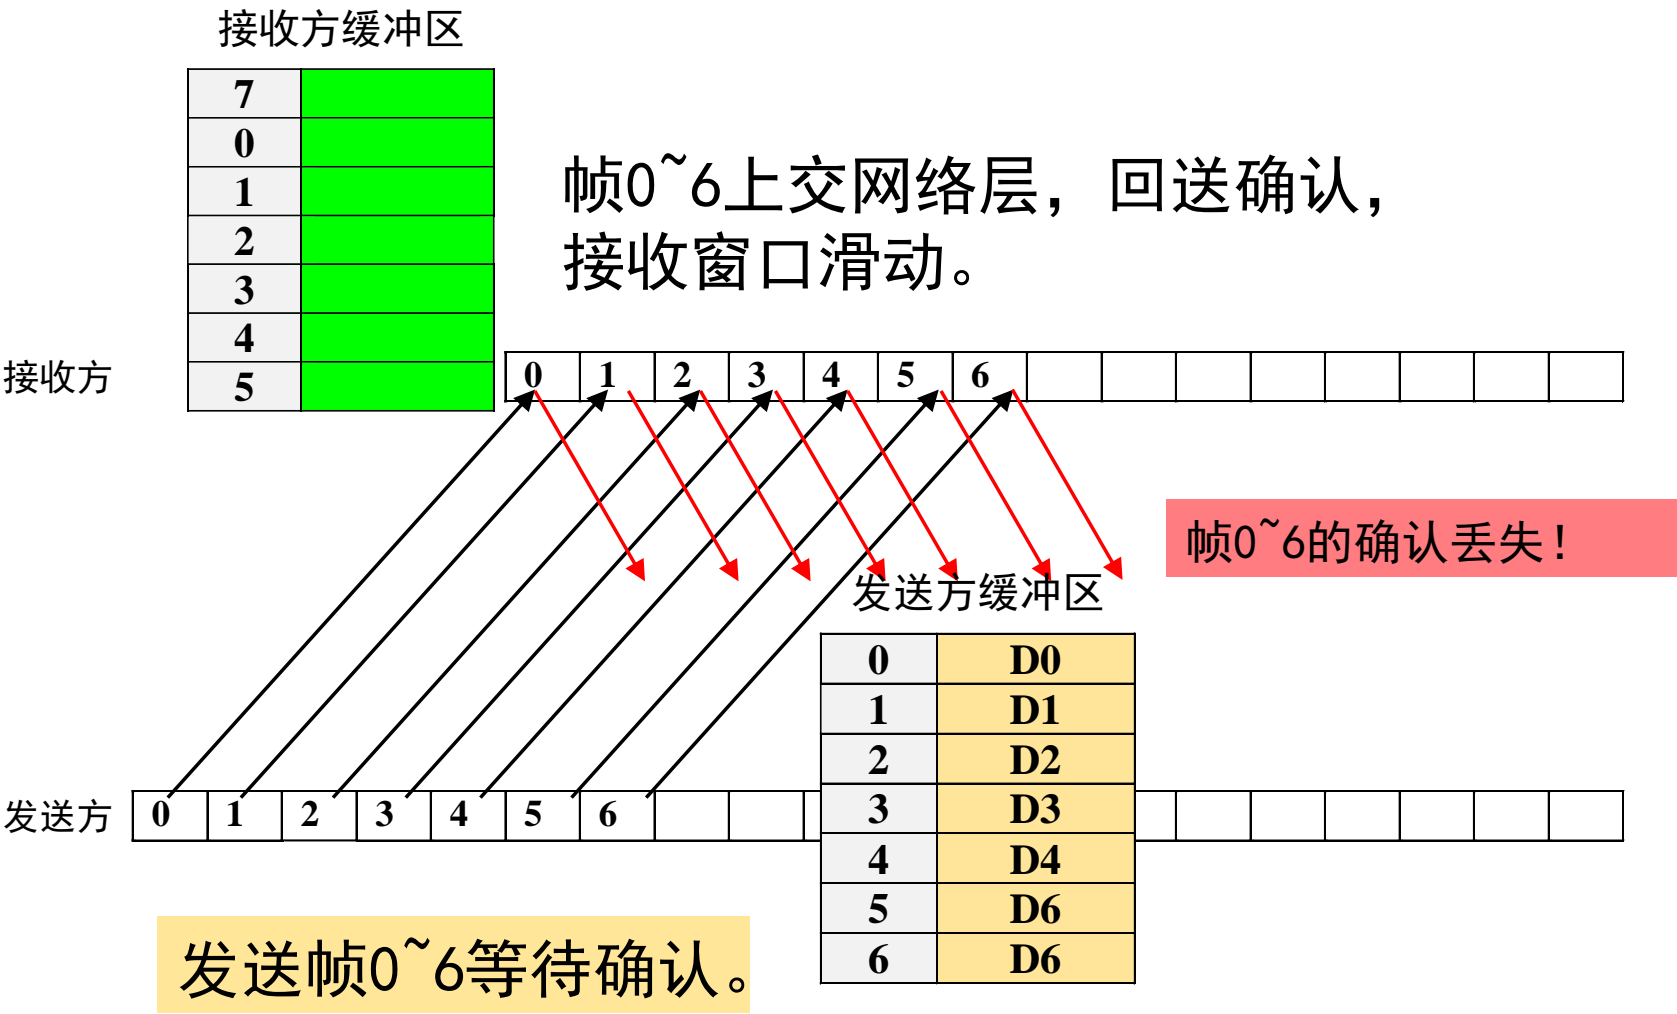 接收方缓冲区
7
0
1
2
3
4
5
帧0~6上交网络层，回送确认，
接收窗口滑动。
接收方
0 1 2 3 4 5 6
帧0~6的确认丢失！
发送方缓冲区
0 D0
1 D1
2 D2
3 D3
4 D4
5 D6
6 D6
发送方
0 1 2 3 4 5 6
发送帧0~6等待确认。